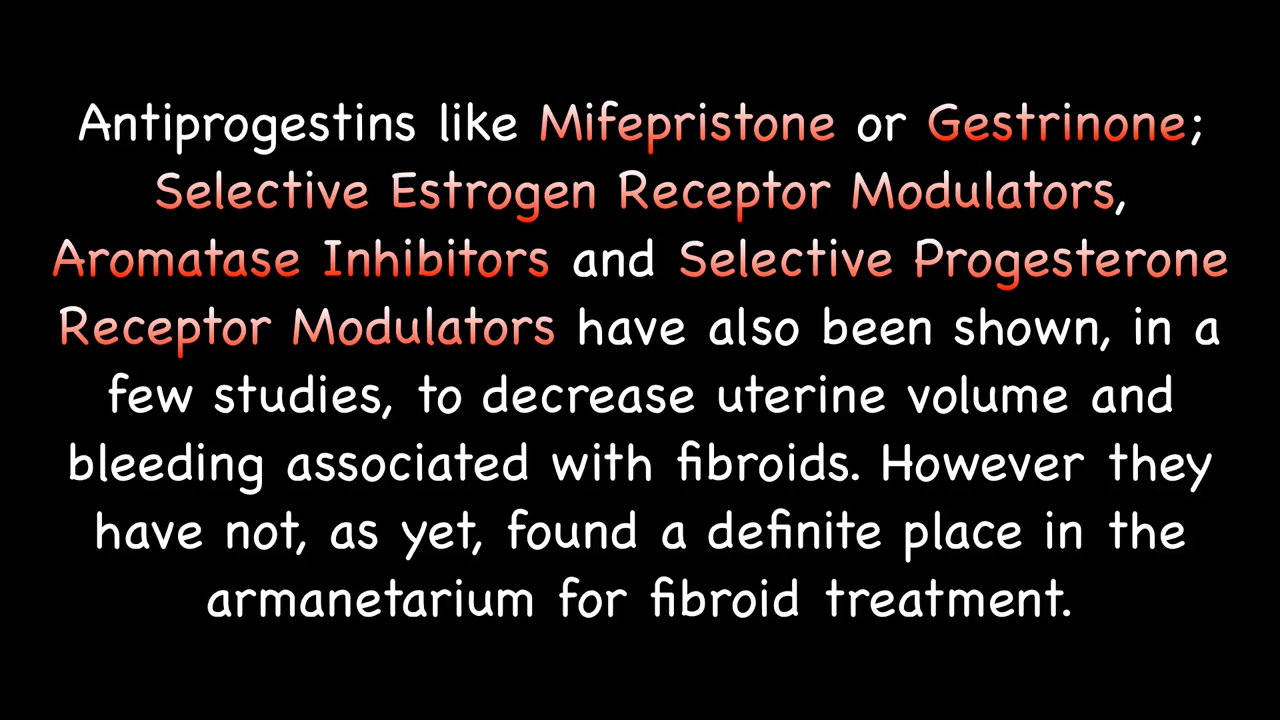 Antiprogestins like Mifepristone or Gestrinone;
Selective Estrogen Receptor Modulators,
Aromatase Inhibitors and Selective Progesterone
Receptor Modulators have also been shown, in a
few studies, to decrease uterine volume and
bleeding associated with fibroids. However they
have not, as yet, found a definite place in the
armanetarium for fibroid treatment.